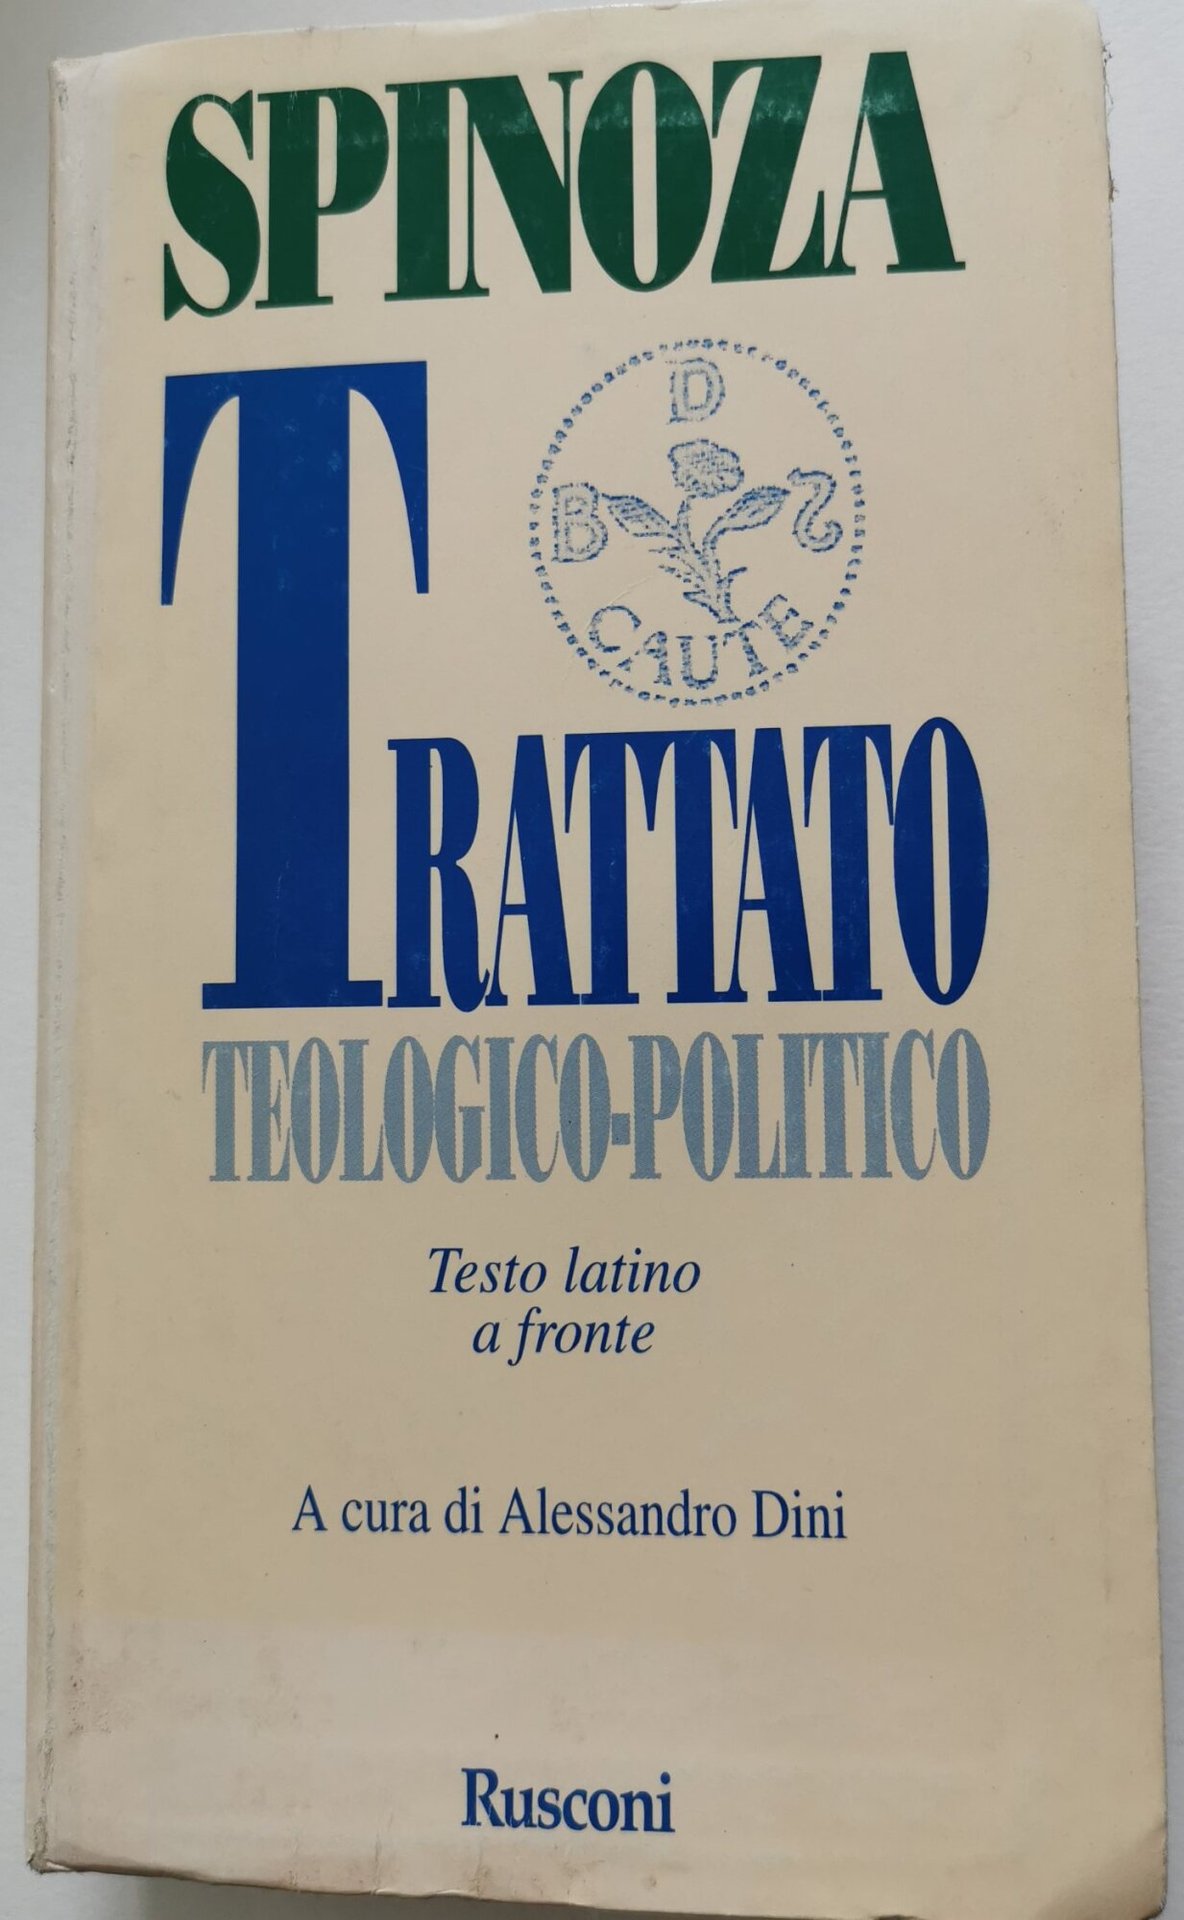 SPINOZA
D
B S
CAUTE
TRATTATO
TEOLOGICO-POLITICO
Testo latino
a fronte
A cura di Alessandro Dini
Rusconi